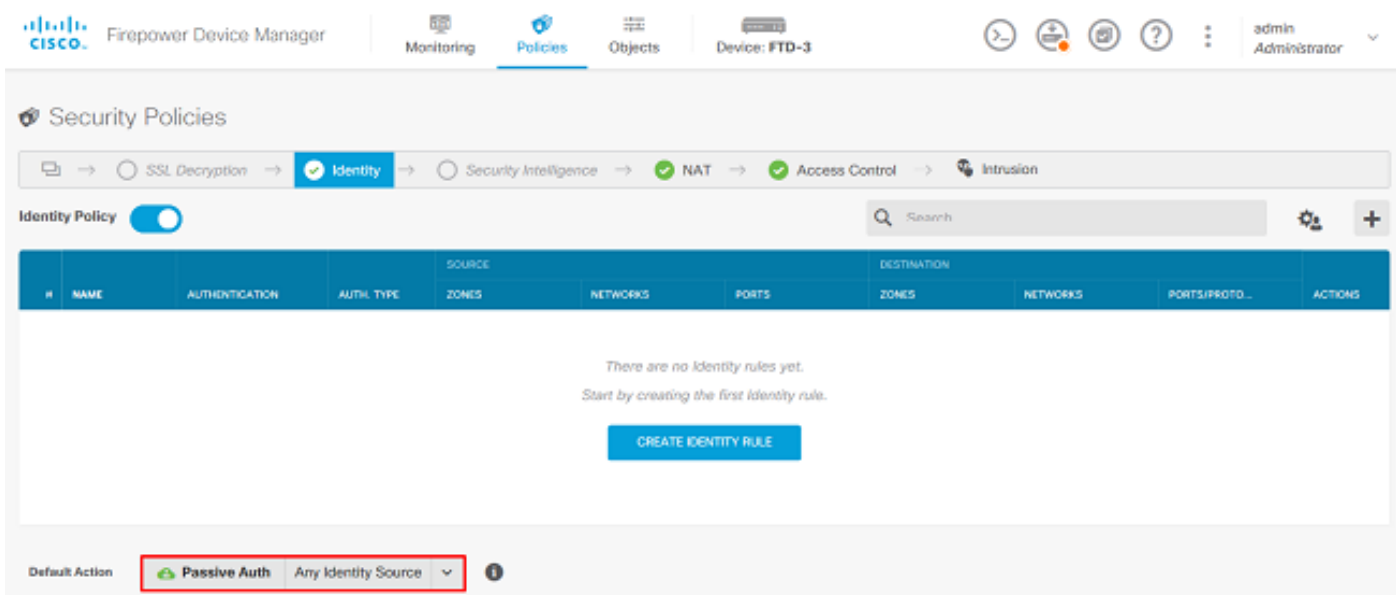 CISCO. Firepower Device Manager Monitoring Policies Objects Device: FTD-3 >_ ? admin
Administrator
Security Policies
→ SSL Decryption → Identity → Security Intelligence → NAT → Access Control → Intrusion
Identity Policy Search +
SOURCE DESTINATION
# NAME AUTHENTICATION AUTH. TYPE ZONES NETWORKS PORTS ZONES NETWORKS PORTS/PROTO... ACTIONS
There are no Identity rules yet.
Start by creating the first Identity rule.
CREATE IDENTITY RULE
Default Action Passive Auth Any Identity Source i